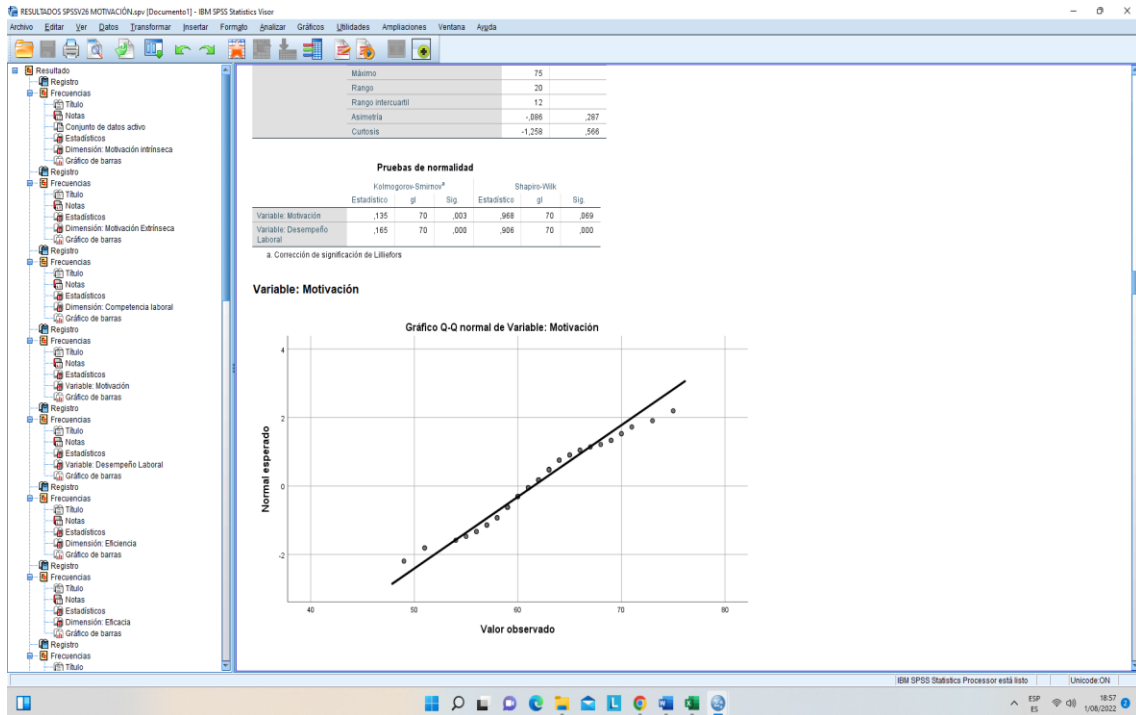 RESULTADOS SPSSV26 MOTIVACIÓN.spv [Documento1] - IBM SPSS Statistics Visor
Archivo Editar Ver Datos Transformar Insertar Formato Analizar Gráficos Utilidades Ampliaciones Ventana Ayuda
Resultado
Registro
Frecuencias
Título
Notas
Conjunto de datos activo
Estadísticos
Dimensión: Motivación intrínseca
Gráfico de barras
Registro
Frecuencias
Título
Notas
Estadísticos
Dimensión: Motivación Extrínseca
Gráfico de barras
Registro
Frecuencias
Título
Notas
Estadísticos
Dimensión: Competencia laboral
Gráfico de barras
Registro
Frecuencias
Título
Notas
Estadísticos
Variable: Motivación
Gráfico de barras
Registro
Frecuencias
Título
Notas
Estadísticos
Variable: Desempeño Laboral
Gráfico de barras
Registro
Frecuencias
Título
Notas
Estadísticos
Dimensión: Eficiencia
Gráfico de barras
Registro
Frecuencias
Título
Notas
Estadísticos
Dimensión: Eficacia
Gráfico de barras
Registro
Frecuencias
Título
Máximo 75
Rango 20
Rango intercuartil 12
Asimetría -,086 ,287
Curtosis -1,258 ,566
Pruebas de normalidad
Kolmogorov-Smirnovª Shapiro-Wilk
Estadístico gl Sig. Estadístico gl Sig.
Variable: Motivación ,135 70 ,003 ,968 70 ,069
Variable: Desempeño Laboral ,165 70 ,000 ,906 70 ,000
a. Corrección de significación de Lilliefors
Variable: Motivación
Gráfico Q-Q normal de Variable: Motivación
Normal esperado
4
2
0
-2
40 50 60 70 80
Valor observado
IBM SPSS Statistics Processor está listo Unicode:ON
ESP
ES
18:57
1/08/2022
2